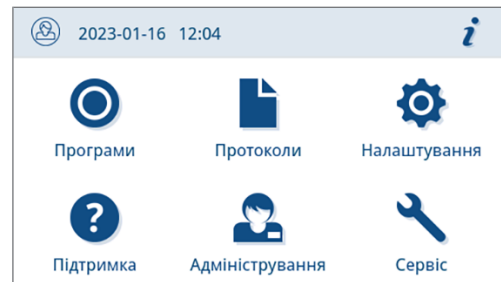 2023-01-16 12:04 i
Програми Протоколи Налаштування
?
Підтримка Адміністрування Сервіс